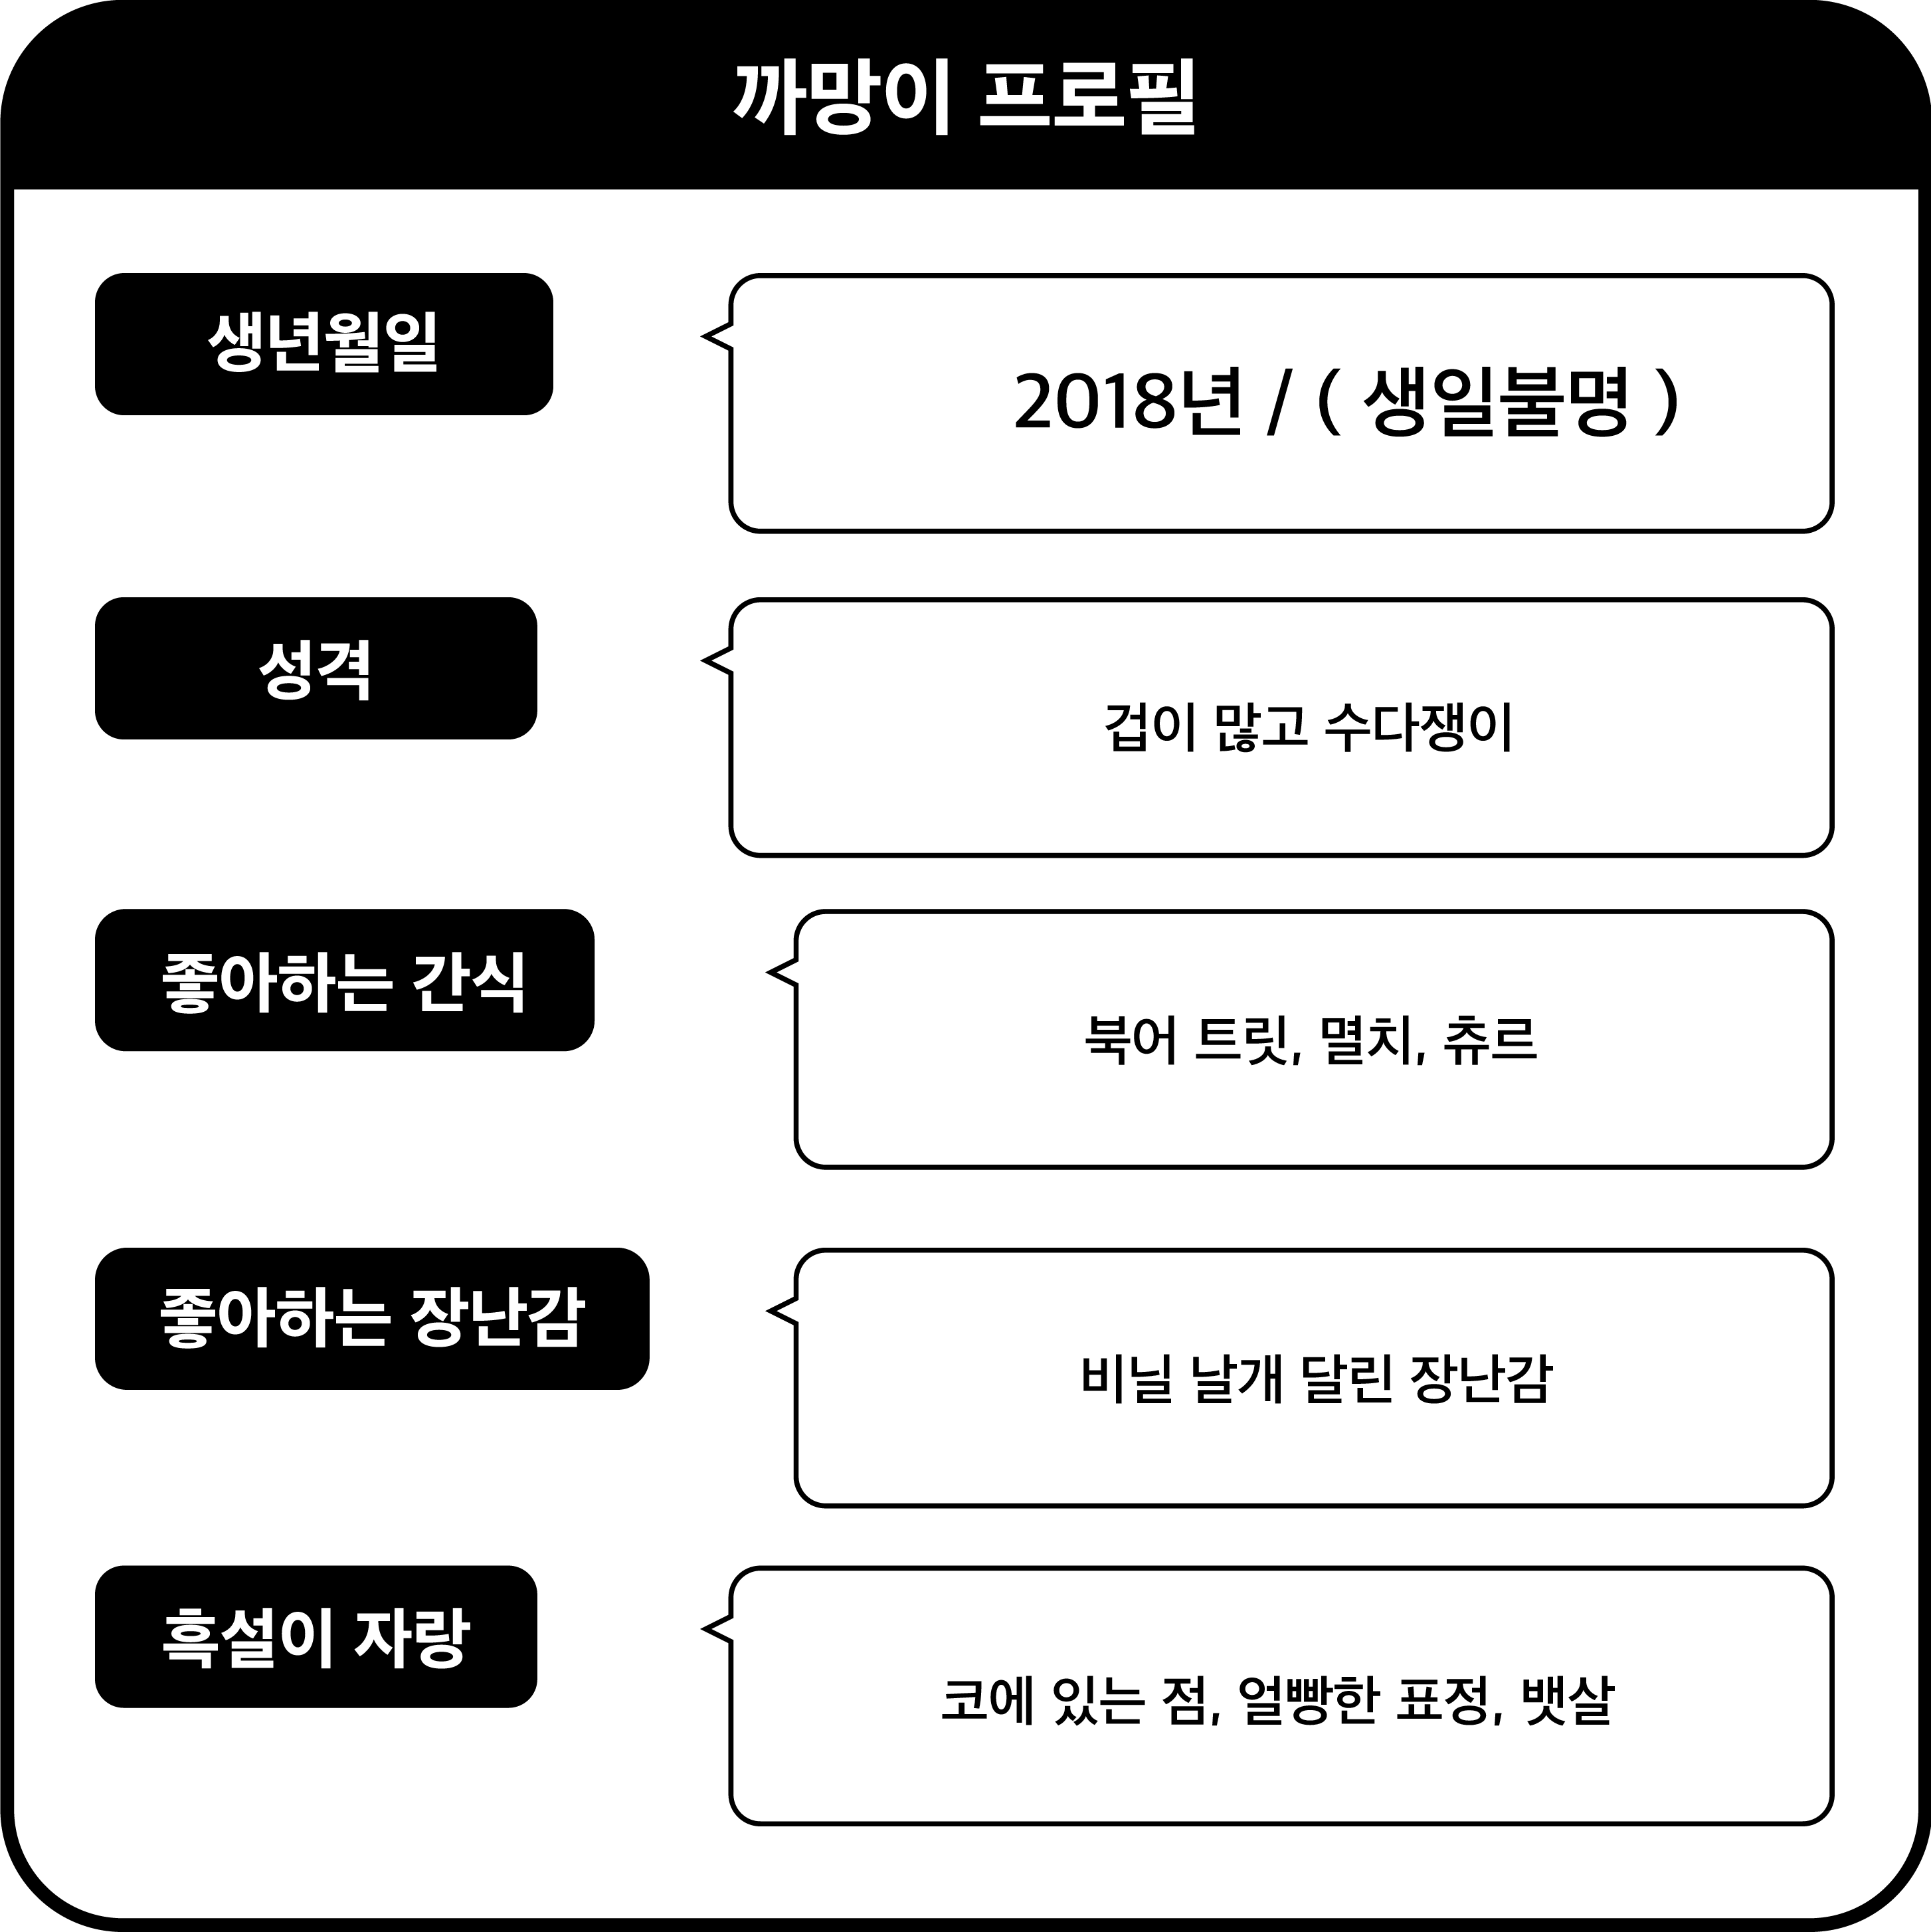 까망이 프로필
생년월일
2018년 / ( 생일불명 )
성격
겁이 많고 수다쟁이
좋아하는 간식
북어 트릿, 멸치, 츄르
좋아하는 장난감
비닐 날개 달린 장난감
흑설이 자랑
코에 있는 점, 얼빵한 표정, 뱃살